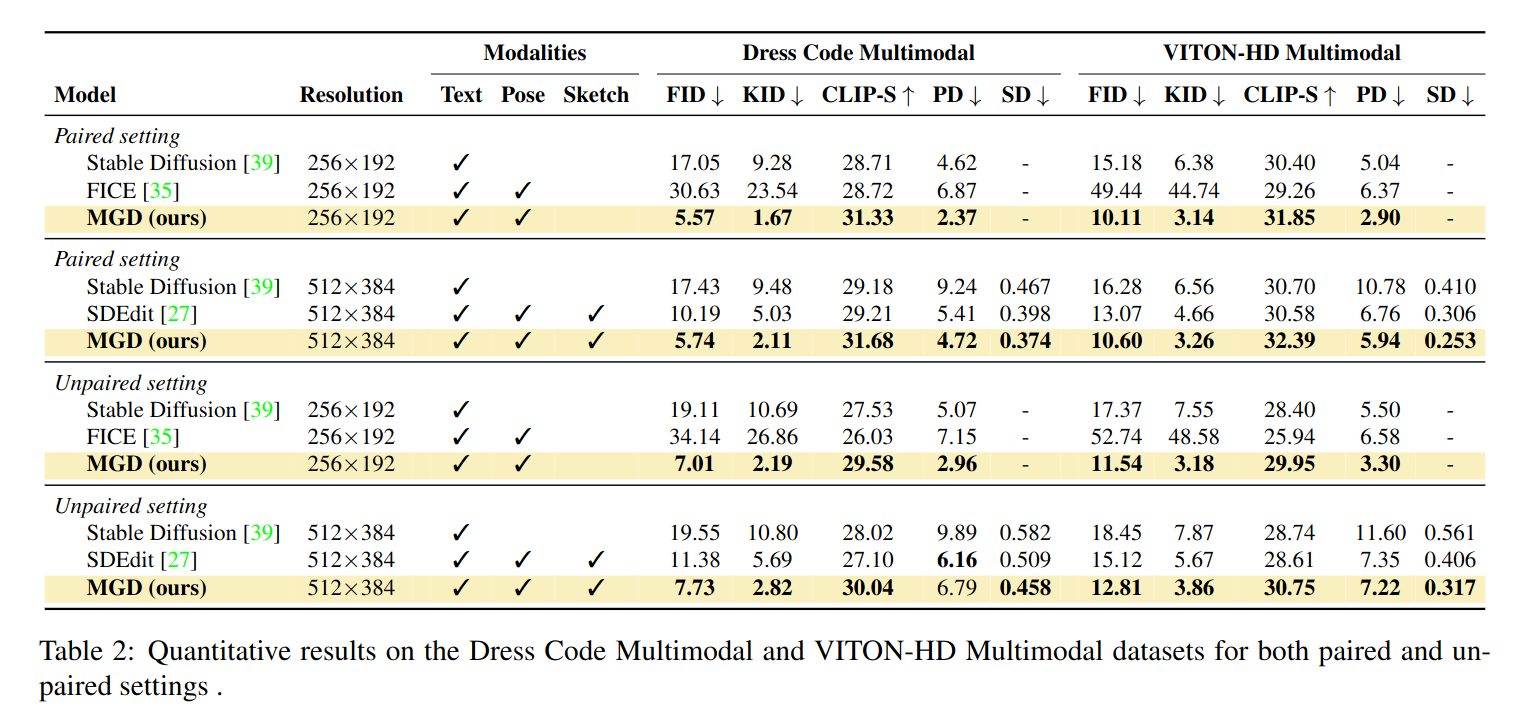 Modalities Dress Code Multimodal VITON-HD Multimodal
Model Resolution Text Pose Sketch FID ↓ KID ↓ CLIP-S ↑ PD ↓ SD ↓ FID ↓ KID ↓ CLIP-S ↑ PD ↓ SD ↓
Paired setting
Stable Diffusion [39] 256×192 ✓ 17.05 9.28 28.71 4.62 - 15.18 6.38 30.40 5.04 -
FICE [35] 256×192 ✓ ✓ 30.63 23.54 28.72 6.87 - 49.44 44.74 29.26 6.37 -
MGD (ours) 256×192 ✓ ✓ 5.57 1.67 31.33 2.37 - 10.11 3.14 31.85 2.90 -
Paired setting
Stable Diffusion [39] 512×384 ✓ 17.43 9.48 29.18 9.24 0.467 16.28 6.56 30.70 10.78 0.410
SDEdit [27] 512×384 ✓ ✓ ✓ 10.19 5.03 29.21 5.41 0.398 13.07 4.66 30.58 6.76 0.306
MGD (ours) 512×384 ✓ ✓ ✓ 5.74 2.11 31.68 4.72 0.374 10.60 3.26 32.39 5.94 0.253
Unpaired setting
Stable Diffusion [39] 256×192 ✓ 19.11 10.69 27.53 5.07 - 17.37 7.55 28.40 5.50 -
FICE [35] 256×192 ✓ ✓ 34.14 26.86 26.03 7.15 - 52.74 48.58 25.94 6.58 -
MGD (ours) 256×192 ✓ ✓ 7.01 2.19 29.58 2.96 - 11.54 3.18 29.95 3.30 -
Unpaired setting
Stable Diffusion [39] 512×384 ✓ 19.55 10.80 28.02 9.89 0.582 18.45 7.87 28.74 11.60 0.561
SDEdit [27] 512×384 ✓ ✓ ✓ 11.38 5.69 27.10 6.16 0.509 15.12 5.67 28.61 7.35 0.406
MGD (ours) 512×384 ✓ ✓ ✓ 7.73 2.82 30.04 6.79 0.458 12.81 3.86 30.75 7.22 0.317
Table 2: Quantitative results on the Dress Code Multimodal and VITON-HD Multimodal datasets for both paired and un-
paired settings .